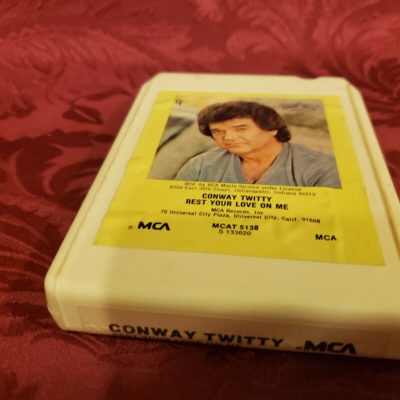 Mfd. by RCA Music Service under License
6550 East 30th Street, Indianapolis, Indiana 46219
CONWAY TWITTY
REST YOUR LOVE ON ME
MCA Records, Inc.
70 Universal City Plaza, Universal City, Calif. 91608
MCA MCAT 5138 MCA
S 133620
CONWAY TWITTY MCA